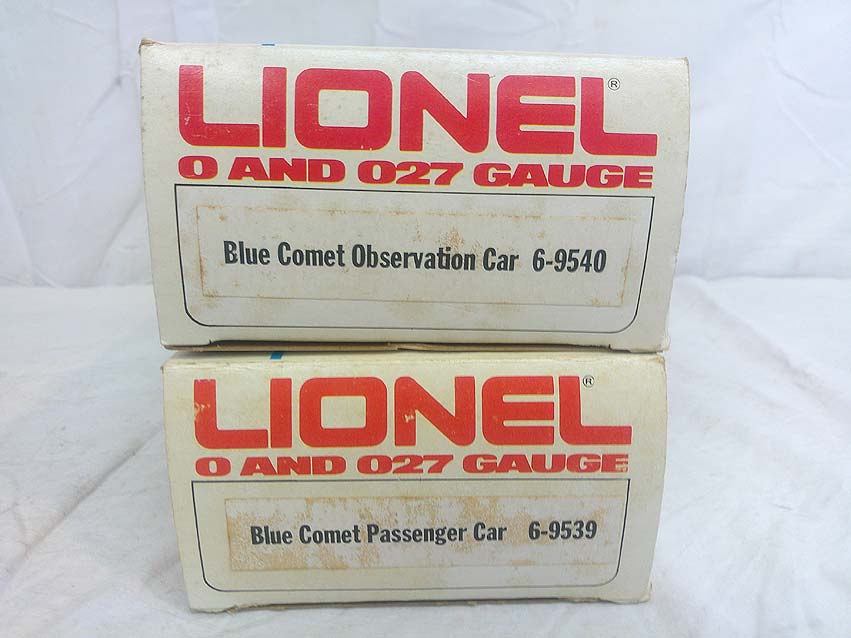 LIONEL®
O AND O27 GAUGE
Blue Comet Observation Car 6-9540
LIONEL®
O AND O27 GAUGE
Blue Comet Passenger Car 6-9539